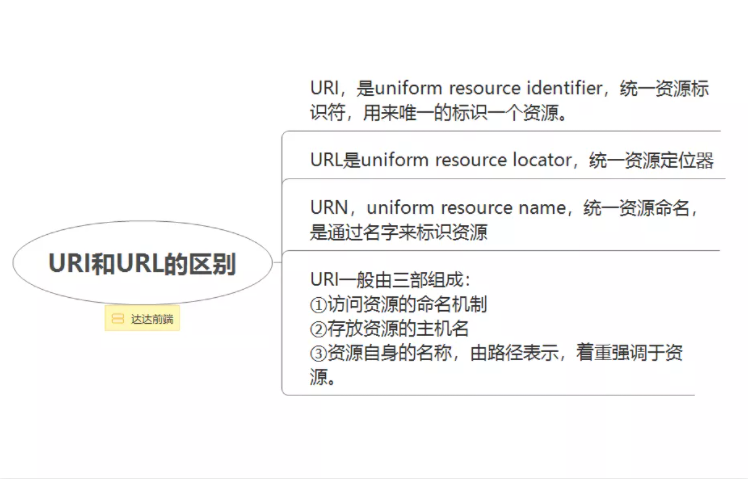 URI，是uniform resource identifier，统一资源标
识符，用来唯一的标识一个资源。
URL是uniform resource locator，统一资源定位器
URN，uniform resource name，统一资源命名，
是通过名字来标识资源
URI和URL的区别
达达前端
URI一般由三部组成：
①访问资源的命名机制
②存放资源的主机名
③资源自身的名称，由路径表示，着重强调于资
源。